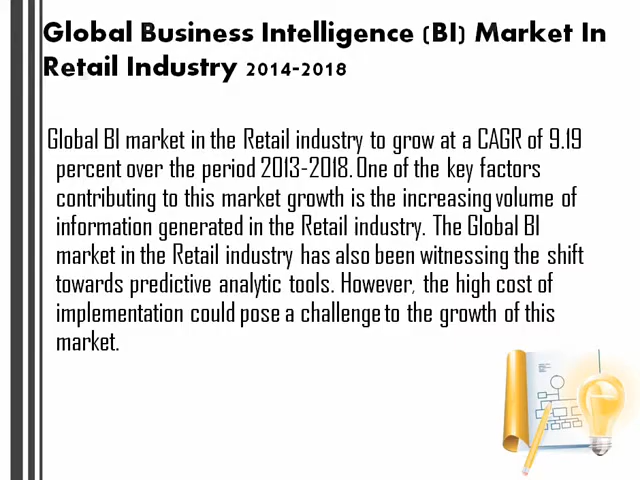 Global Business Intelligence (BI) Market In
Retail Industry 2014-2018
Global BI market in the Retail industry to grow at a CAGR of 9.19
percent over the period 2013-2018. One of the key factors
contributing to this market growth is the increasing volume of
information generated in the Retail industry. The Global BI
market in the Retail industry has also been witnessing the shift
towards predictive analytic tools. However, the high cost of
implementation could pose a challenge to the growth of this
market.